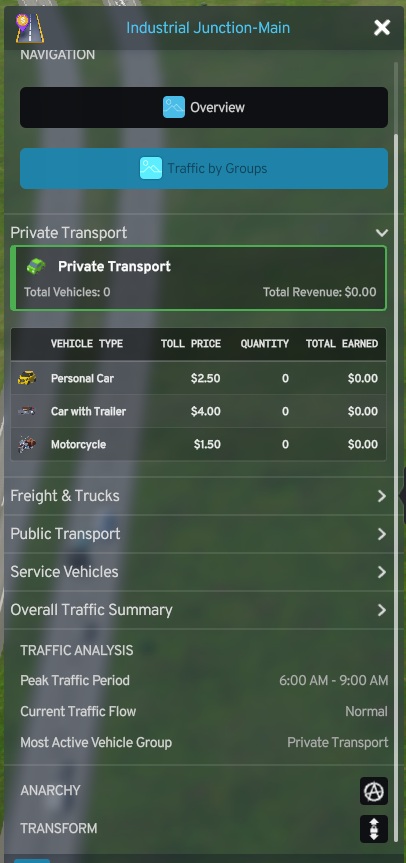 Industrial Junction-Main
NAVIGATION
Overview
Traffic by Groups
Private Transport
Private Transport
Total Vehicles: 0 Total Revenue: $0.00
VEHICLE TYPE TOLL PRICE QUANTITY TOTAL EARNED
Personal Car $2.50 0 $0.00
Car with Trailer $4.00 0 $0.00
Motorcycle $1.50 0 $0.00
Freight & Trucks
Public Transport
Service Vehicles
Overall Traffic Summary
TRAFFIC ANALYSIS
Peak Traffic Period 6:00 AM - 9:00 AM
Current Traffic Flow Normal
Most Active Vehicle Group Private Transport
ANARCHY
TRANSFORM